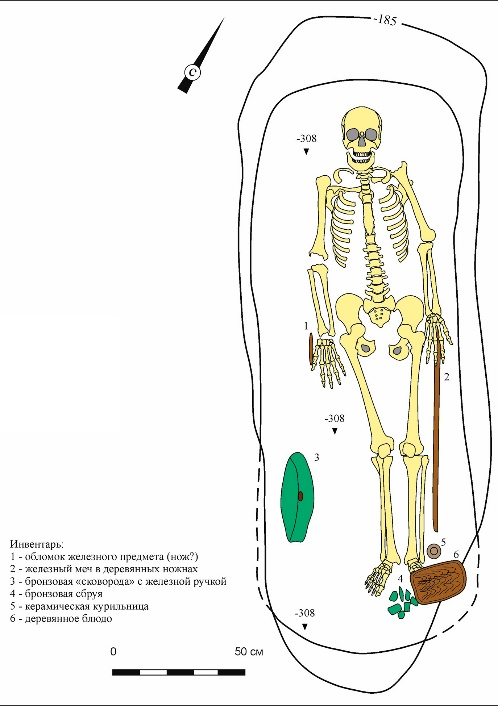 -185
С
-308
1
2
-308
3
5
6
4
Инвентарь:
1 - обломок железного предмета (нож?)
2 - железный меч в деревянных ножнах
3 - бронзовая «сковорода» с железной ручкой
4 - бронзовая сбруя
5 - керамическая курильница
6 - деревянное блюдо
-308
0 50 см